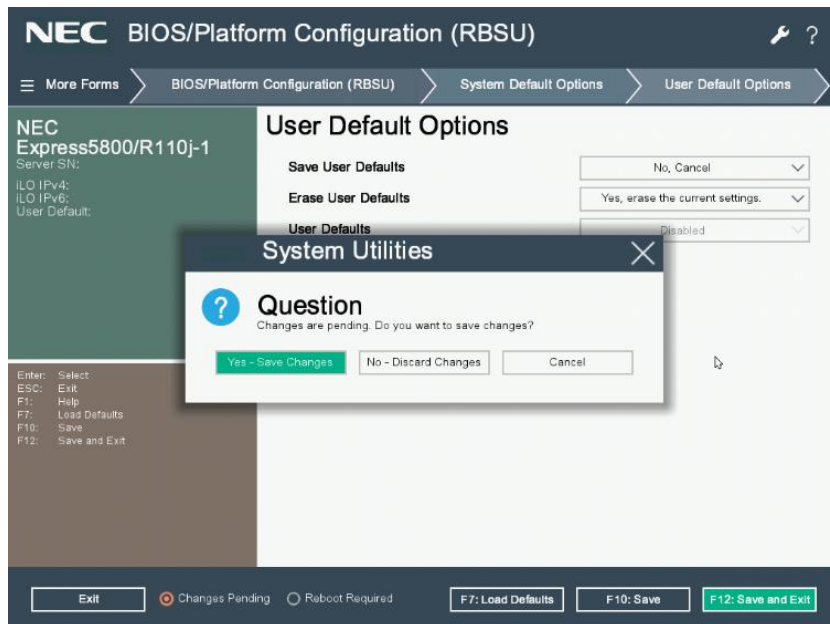 NEC BIOS/Platform Configuration (RBSU) ?
More Forms BIOS/Platform Configuration (RBSU) System Default Options User Default Options
NEC
Express5800/R110j-1
Server SN:
iLO IPv4:
iLO IPv6:
User Default:
User Default Options
Save User Defaults No, Cancel
Erase User Defaults Yes, erase the current settings.
User Defaults Disabled
System Utilities
?
Question
Changes are pending. Do you want to save changes?
Yes - Save Changes No - Discard Changes Cancel
Enter: Select
ESC: Exit
F1: Help
F7: Load Defaults
F10: Save
F12: Save and Exit
Exit Changes Pending Reboot Required F7: Load Defaults F10: Save F12: Save and Exit